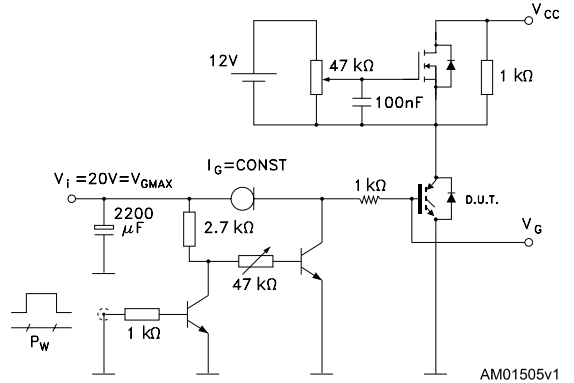 V CC
12V
47 kΩ
1 kΩ
100nF
I G=CONST
V i =20V=V GMAX
1 kΩ
D.U.T.
2200
μF
2.7 kΩ
V G
47 kΩ
1 kΩ
P W
AM01505v1